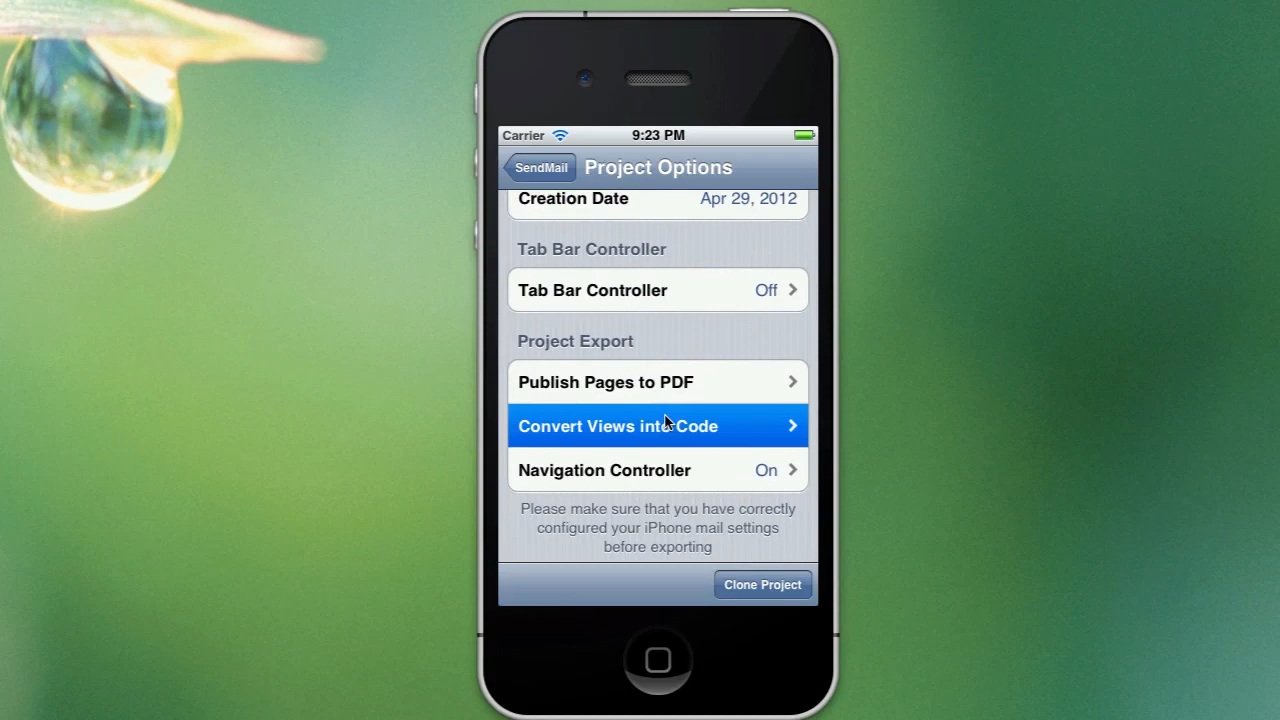 Carrier 9:23 PM
SendMail Project Options
Creation Date Apr 29, 2012
Tab Bar Controller
Tab Bar Controller Off
Project Export
Publish Pages to PDF
Convert Views into Code
Navigation Controller On
Please make sure that you have correctly
configured your iPhone mail settings
before exporting
Clone Project